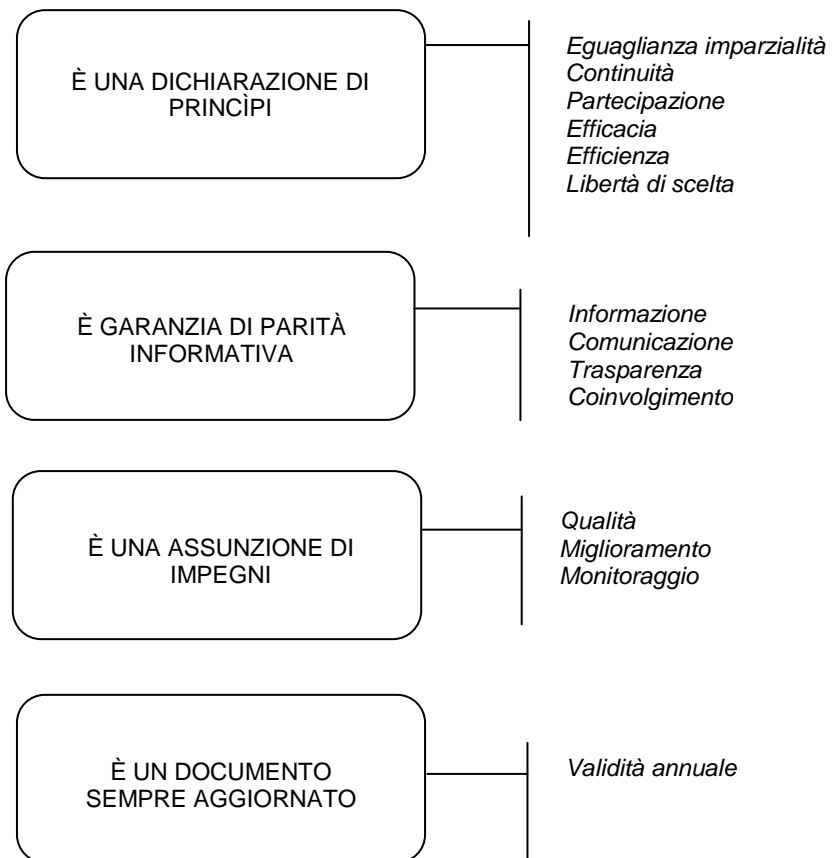 È UNA DICHIARAZIONE DI
PRINCÌPI
Eguaglianza imparzialità
Continuità
Partecipazione
Efficacia
Efficienza
Libertà di scelta
È GARANZIA DI PARITÀ
INFORMATIVA
Informazione
Comunicazione
Trasparenza
Coinvolgimento
È UNA ASSUNZIONE DI
IMPEGNI
Qualità
Miglioramento
Monitoraggio
È UN DOCUMENTO
SEMPRE AGGIORNATO
Validità annuale